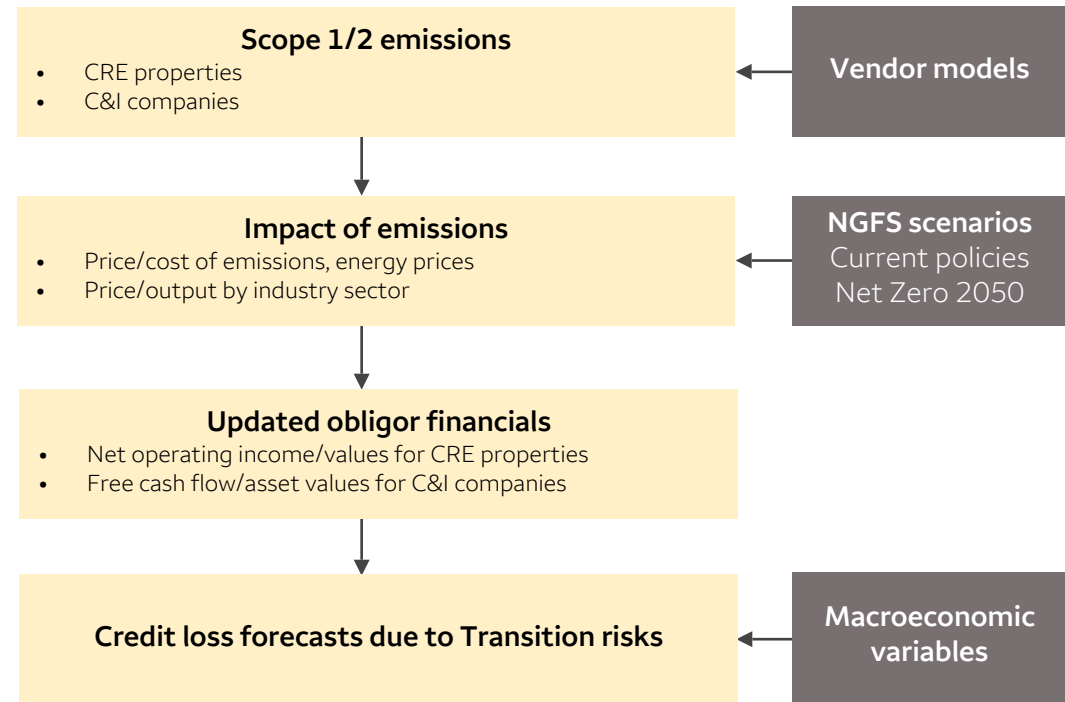 Scope 1/2 emissions
• CRE properties
• C&I companies
Vendor models
Impact of emissions
• Price/cost of emissions, energy prices
• Price/output by industry sector
NGFS scenarios
Current policies
Net Zero 2050
Updated obligor financials
• Net operating income/values for CRE properties
• Free cash flow/asset values for C&I companies
Credit loss forecasts due to Transition risks
Macroeconomic
variables